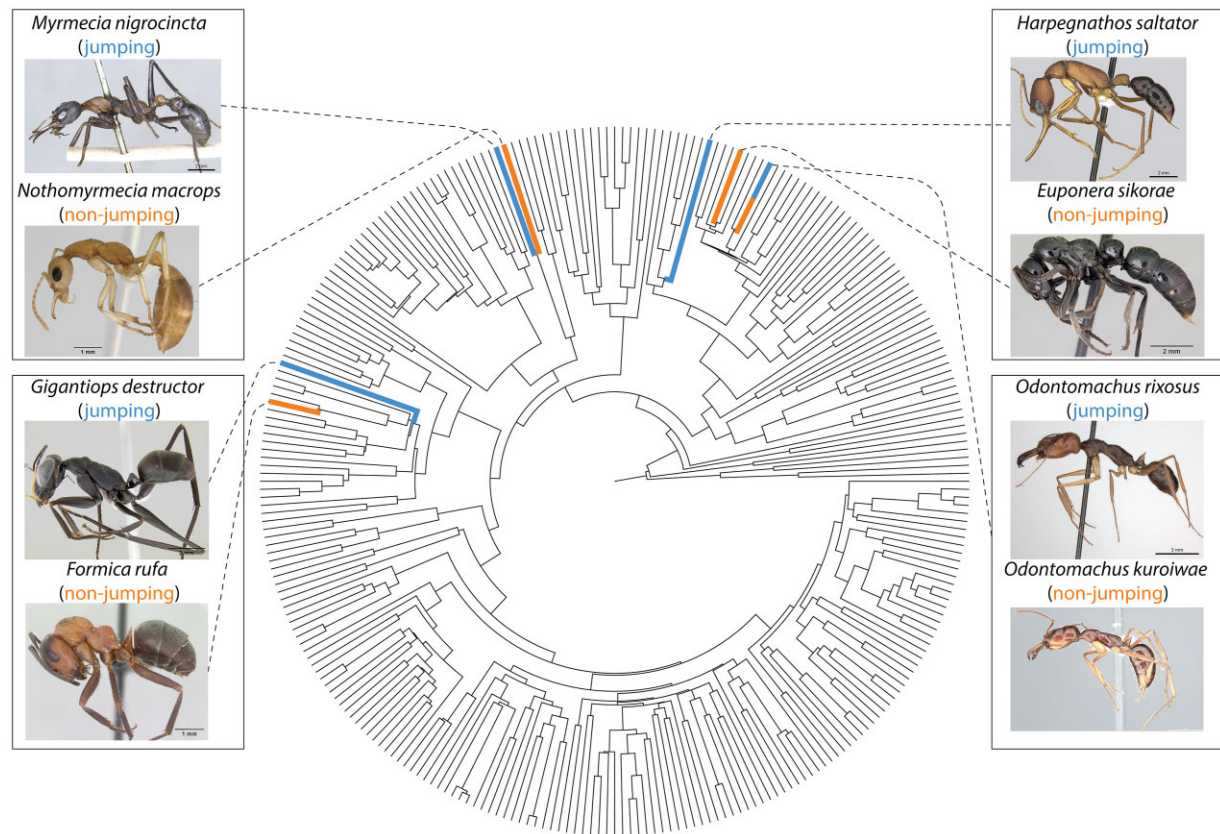 Myrmecia nigrocincta
(jumping)
Nothomyrmecia macrops
(non-jumping)
1 mm
Gigantiops destructor
(jumping)
Formica rufa
(non-jumping)
1 mm
Harpegnathos saltator
(jumping)
2 mm
Euponera sikorae
(non-jumping)
2 mm
Odontomachus rixosus
(jumping)
Odontomachus kuroiwae
(non-jumping)